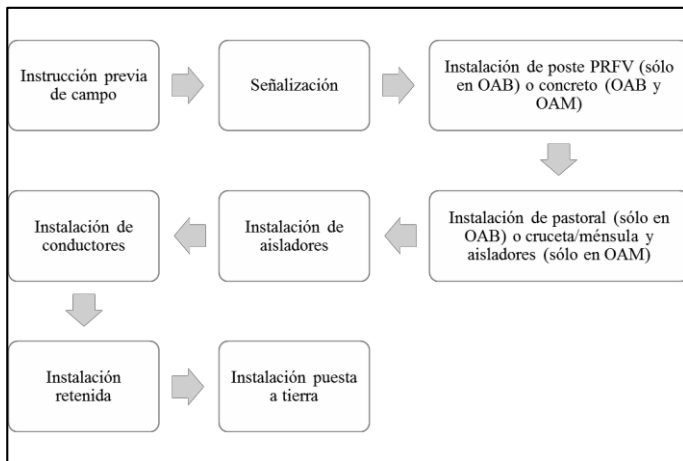 Instrucción previa
de campo
Señalización
Instalación de poste PRFV (sólo
en OAB) o concreto (OAB y
OAM)
Instalación de pastoral (sólo en
OAB) o cruceta/ménsula y
aisladores (sólo en OAM)
Instalación de
aisladores
Instalación de
conductores
Instalación
retenida
Instalación puesta
a tierra